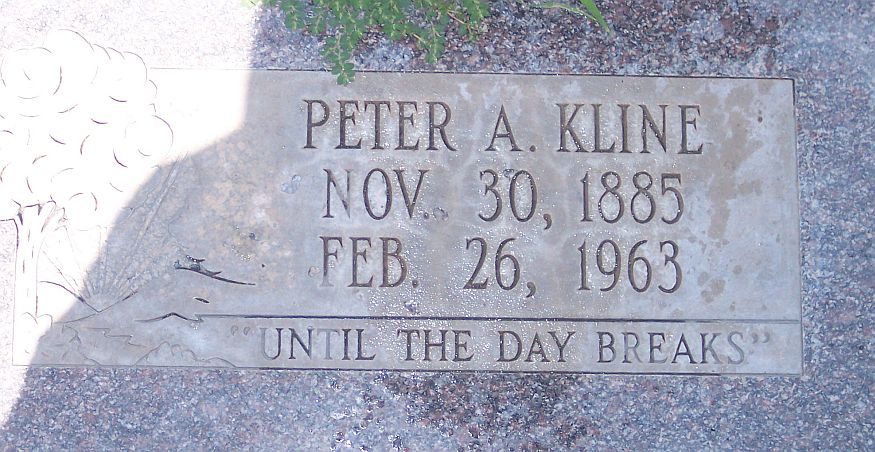 PETER A. KLINE
NOV. 30, 1885
FEB. 26, 1963
"UNTIL THE DAY BREAKS"